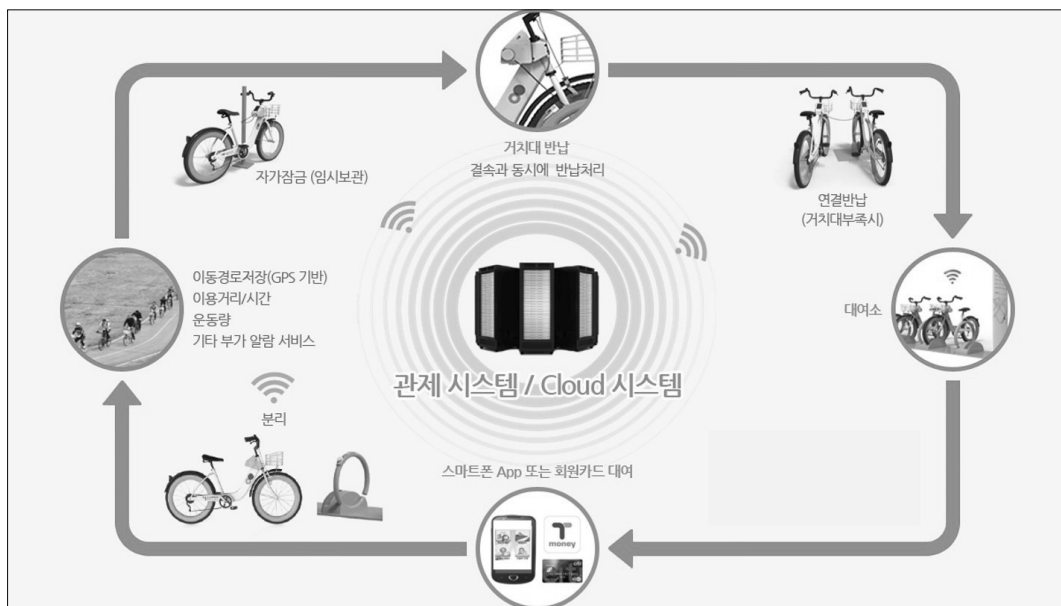 거치대 반납
결속과 동시에 반납처리
자가잠금 (임시보관)
연결반납
(거치대부족시)
이동경로저장(GPS 기반)
이용거리/시간
운동량
기타 부가 알람 서비스
대여소
관제 시스템 / Cloud 시스템
분리
스마트폰 App 또는 회원카드 대여
T
money